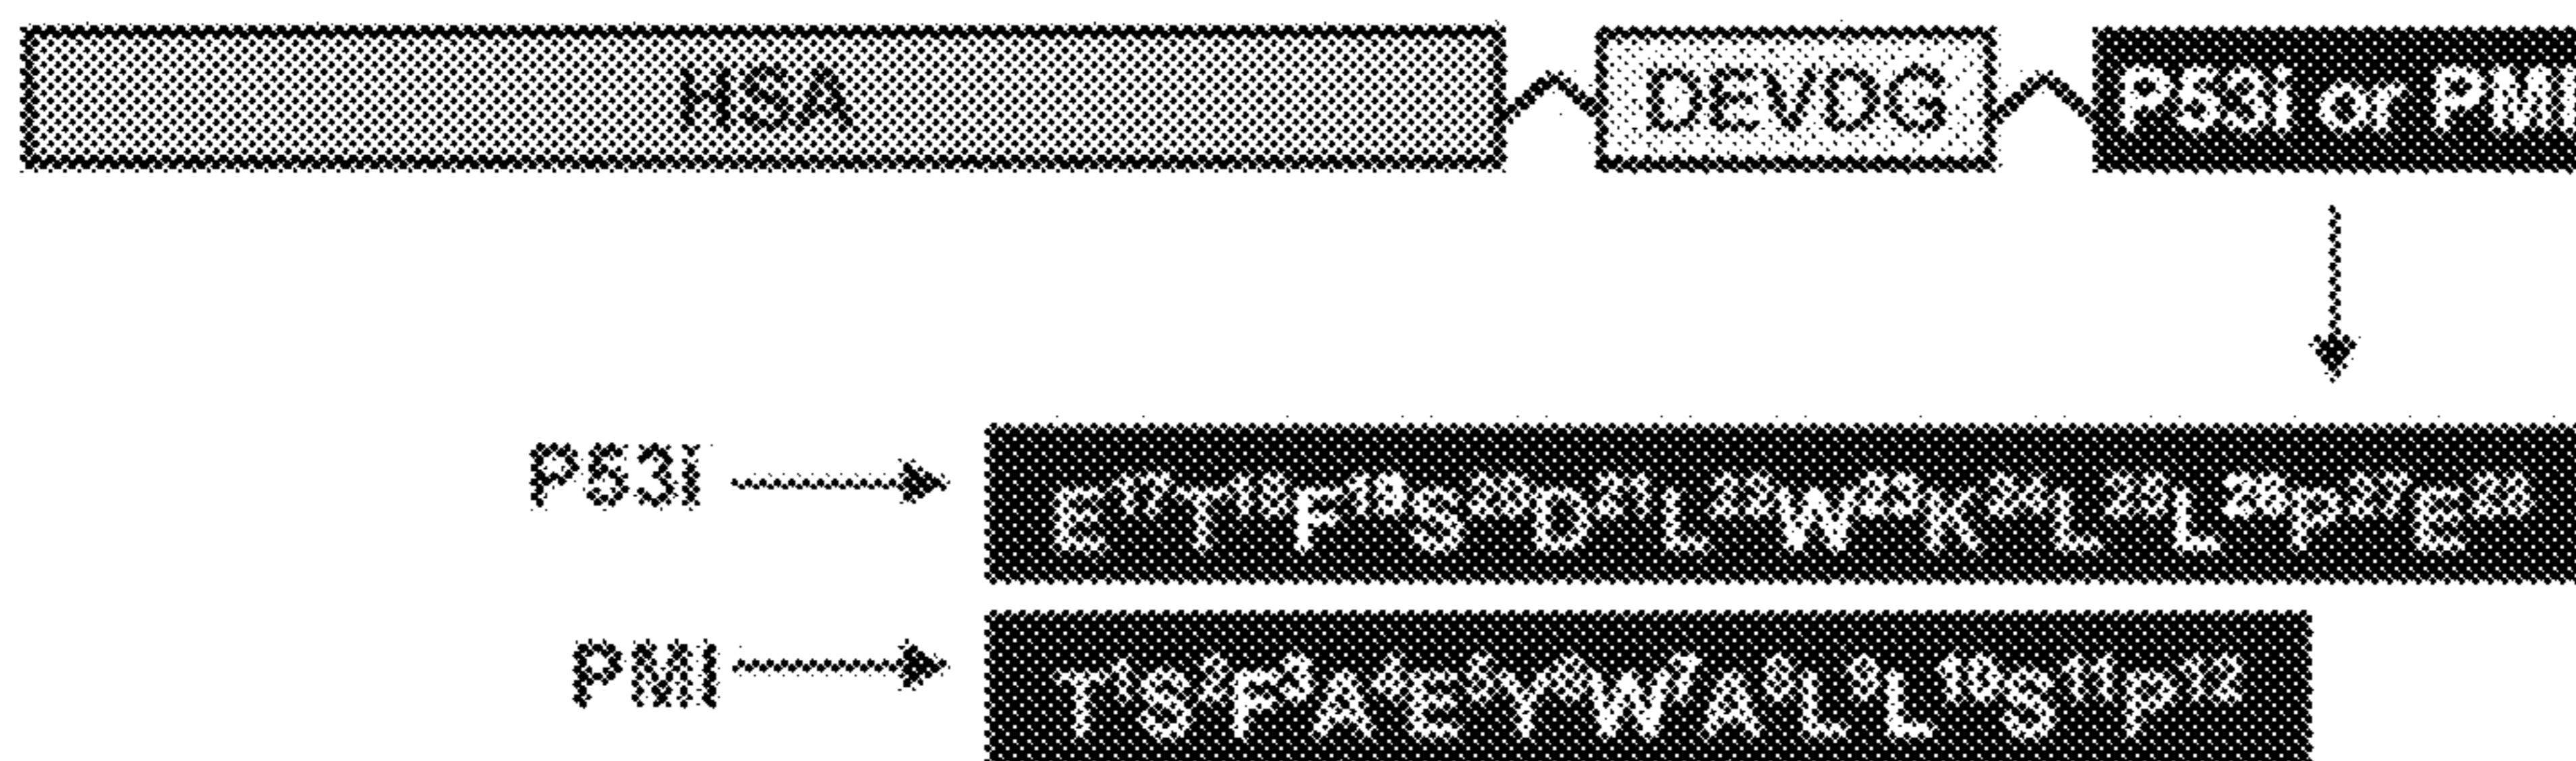 HSA DEVDG P53i or PMI
P53i E¹⁷T¹⁸F¹⁹S²⁰D²¹L²²W²³K²⁴L²⁵L²⁶P²⁷E²⁸
PMI T¹S²F³A⁴E⁵Y⁶W⁷A⁸L⁹L¹⁰S¹¹P¹²